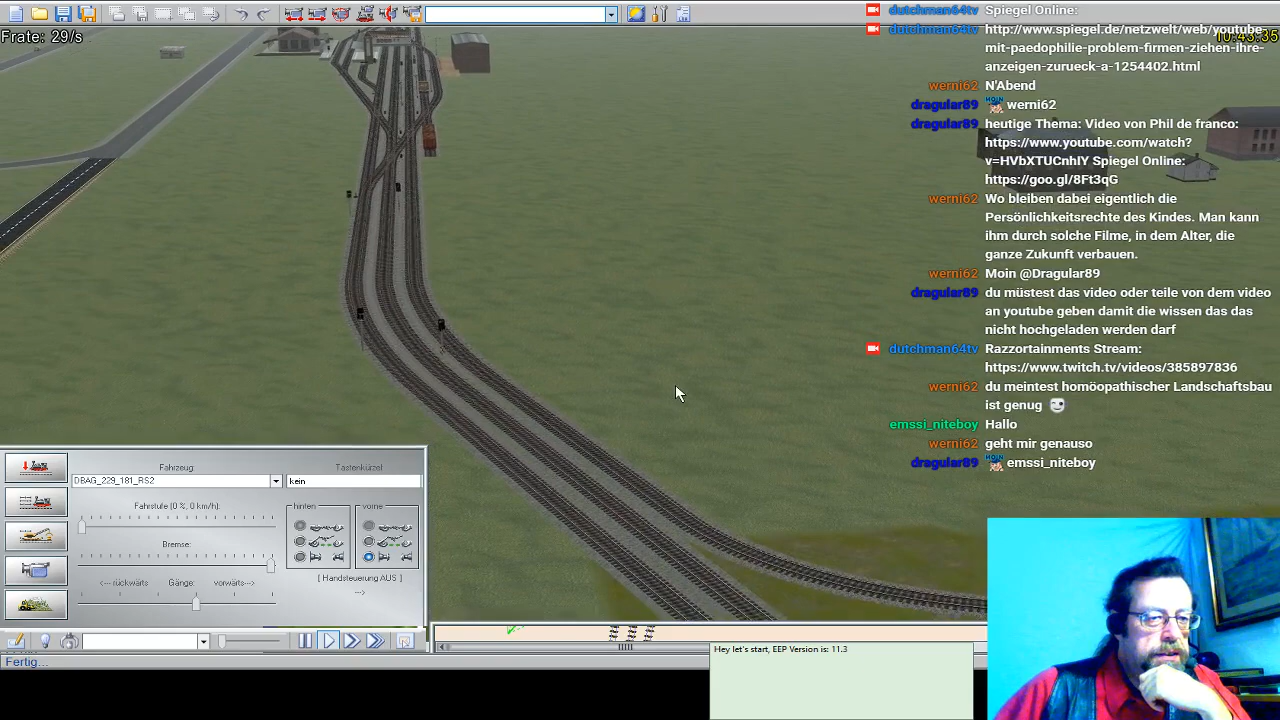 dutchman64tv Spiegel Online:
dutchman64tv http://www.spiegel.de/netzwelt/web/youtube-
mit-paedophilie-problem-firmen-ziehen-ihre-
anzeigen-zurueck-a-1254402.html
Frate: 29/s
10:43:35
werni62 N'Abend
dragular89 MOIN werni62
dragular89 heutige Thema: Video von Phil de franco:
https://www.youtube.com/watch?
v=HVbXTUCnhIY Spiegel Online:
https://goo.gl/8Ft3qG
werni62 Wo bleiben dabei eigentlich die
Persönlichkeitsrechte des Kindes. Man kann
ihm durch solche Filme, in dem Alter, die
ganze Zukunft verbauen.
werni62 Moin @Dragular89
dragular89 du müstest das video oder teile von dem video
an youtube geben damit die wissen das das
nicht hochgeladen werden darf
dutchman64tv Razzortainments Stream:
https://www.twitch.tv/videos/385897836
werni62 du meintest homöopathischer Landschaftsbau
ist genug
emssi_niteboy Hallo
werni62 geht mir genauso
dragular89 MOIN emssi_niteboy
Fahrzeug:
Tastenkürzel:
DBAG_229_181_RS2
kein
Fahrstufe (0 %, 0 km/h):
hinten
vorne
Bremse:
<--- rückwärts Gänge: vorwärts--->
[ Handsteuerung AUS ]
--->
Fertig...
Hey let's start, EEP Version is: 11.3